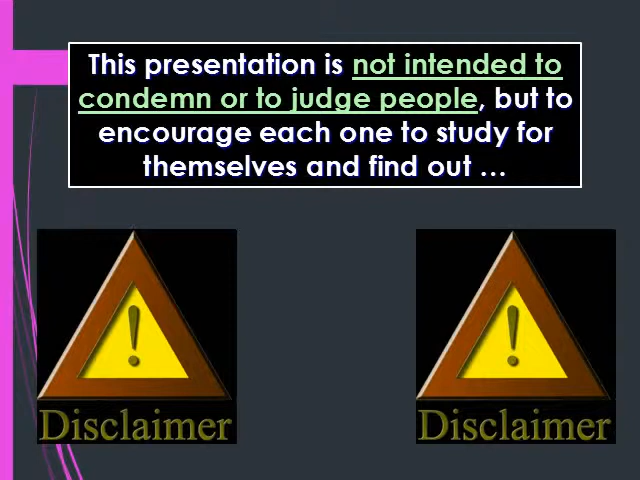 This presentation is not intended to
condemn or to judge people, but to
encourage each one to study for
themselves and find out …
!
!
Disclaimer
Disclaimer